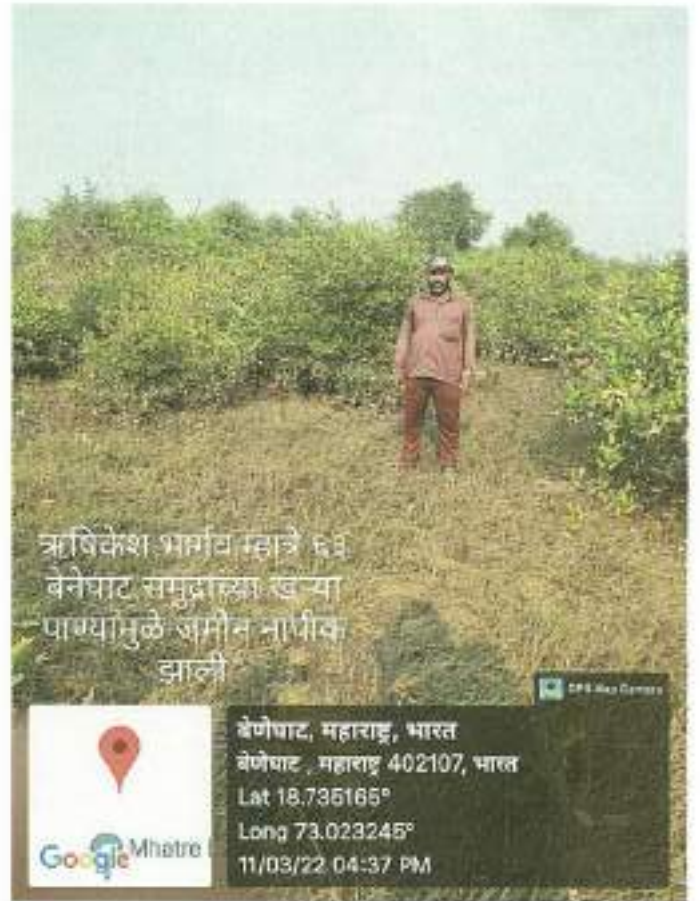 ऋषिकेश भार्गव म्हात्रे ६३
बेनेघाट समुद्राच्या खऱ्या
पाण्यामुळे जमीन नापीक
झाली
GPS Map Camera
बेणेघाट, महाराष्ट्र, भारत
बेणेघाट , महाराष्ट्र 402107, भारत
Lat 18.735165°
Long 73.023245°
11/03/22 04:37 PM
Google
Mhatre